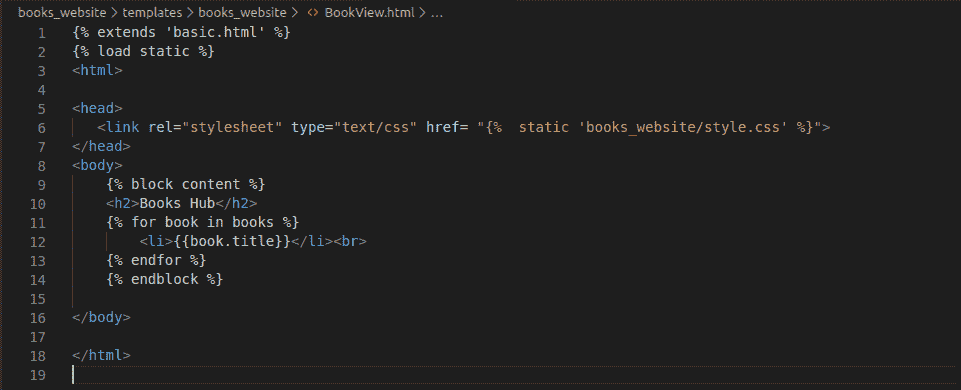 books_website > templates > books_website > <> BookView.html > ...
1 {% extends 'basic.html' %}
2 {% load static %}
3 <html>
4
5 <head>
6    <link rel="stylesheet" type="text/css" href= "{%  static 'books_website/style.css' %}">
7 </head>
8 <body>
9     {% block content %}
10     <h2>Books Hub</h2>
11     {% for book in books %}
12         <li>{{book.title}}</li><br>
13     {% endfor %}
14     {% endblock %}
15
16 </body>
17
18 </html>
19